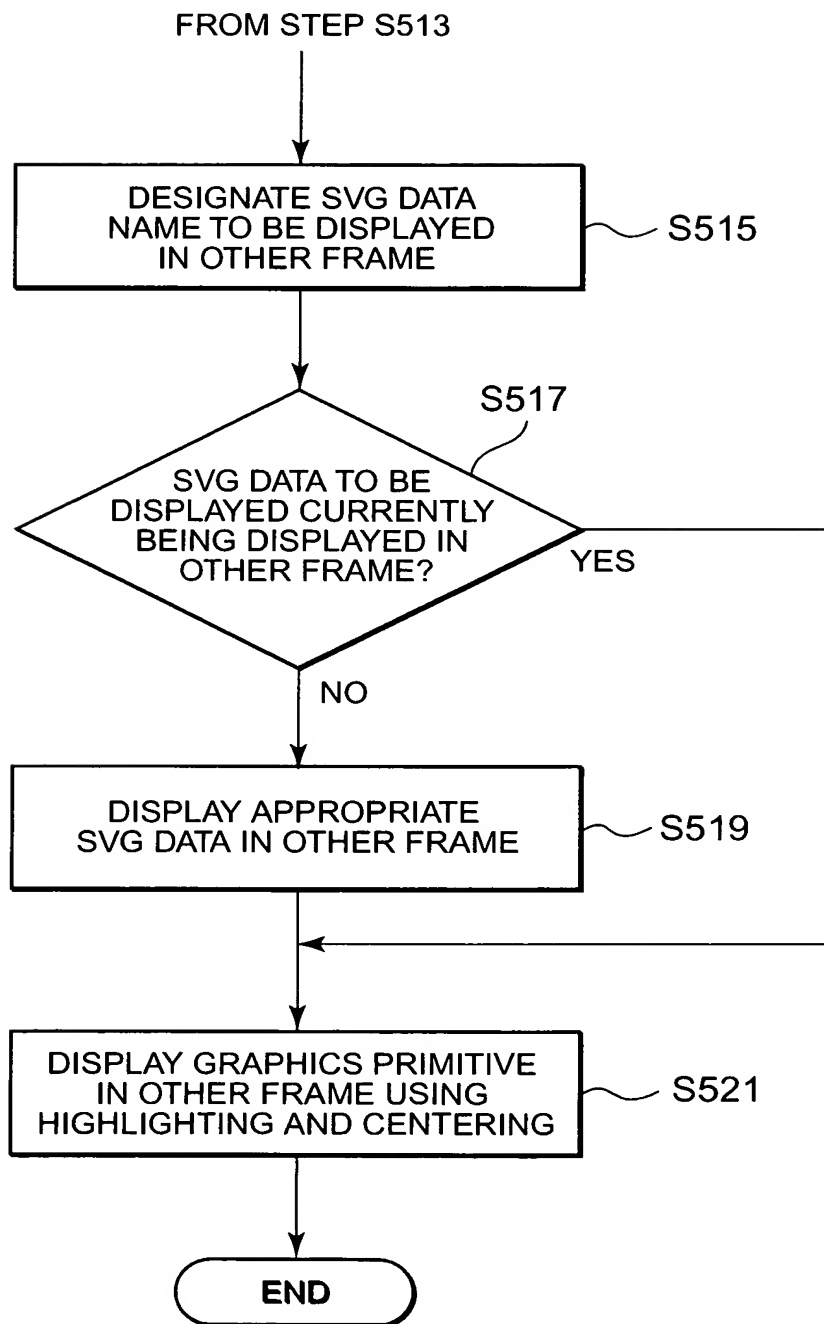 FROM STEP S513
DESIGNATE SVG DATA
NAME TO BE DISPLAYED
IN OTHER FRAME
S515
S517
SVG DATA TO BE
DISPLAYED CURRENTLY
BEING DISPLAYED IN
OTHER FRAME?
YES
NO
DISPLAY APPROPRIATE
SVG DATA IN OTHER FRAME
S519
DISPLAY GRAPHICS PRIMITIVE
IN OTHER FRAME USING
HIGHLIGHTING AND CENTERING
S521
END